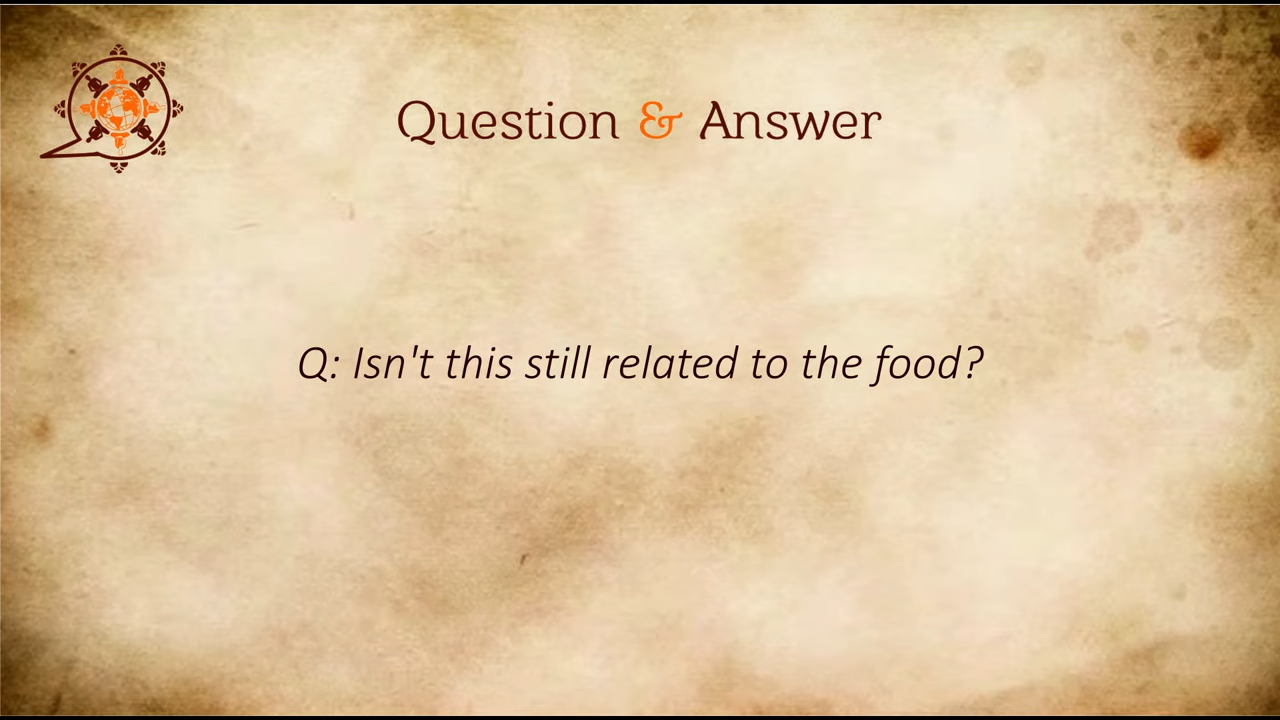 Question & Answer
Q: Isn't this still related to the food?